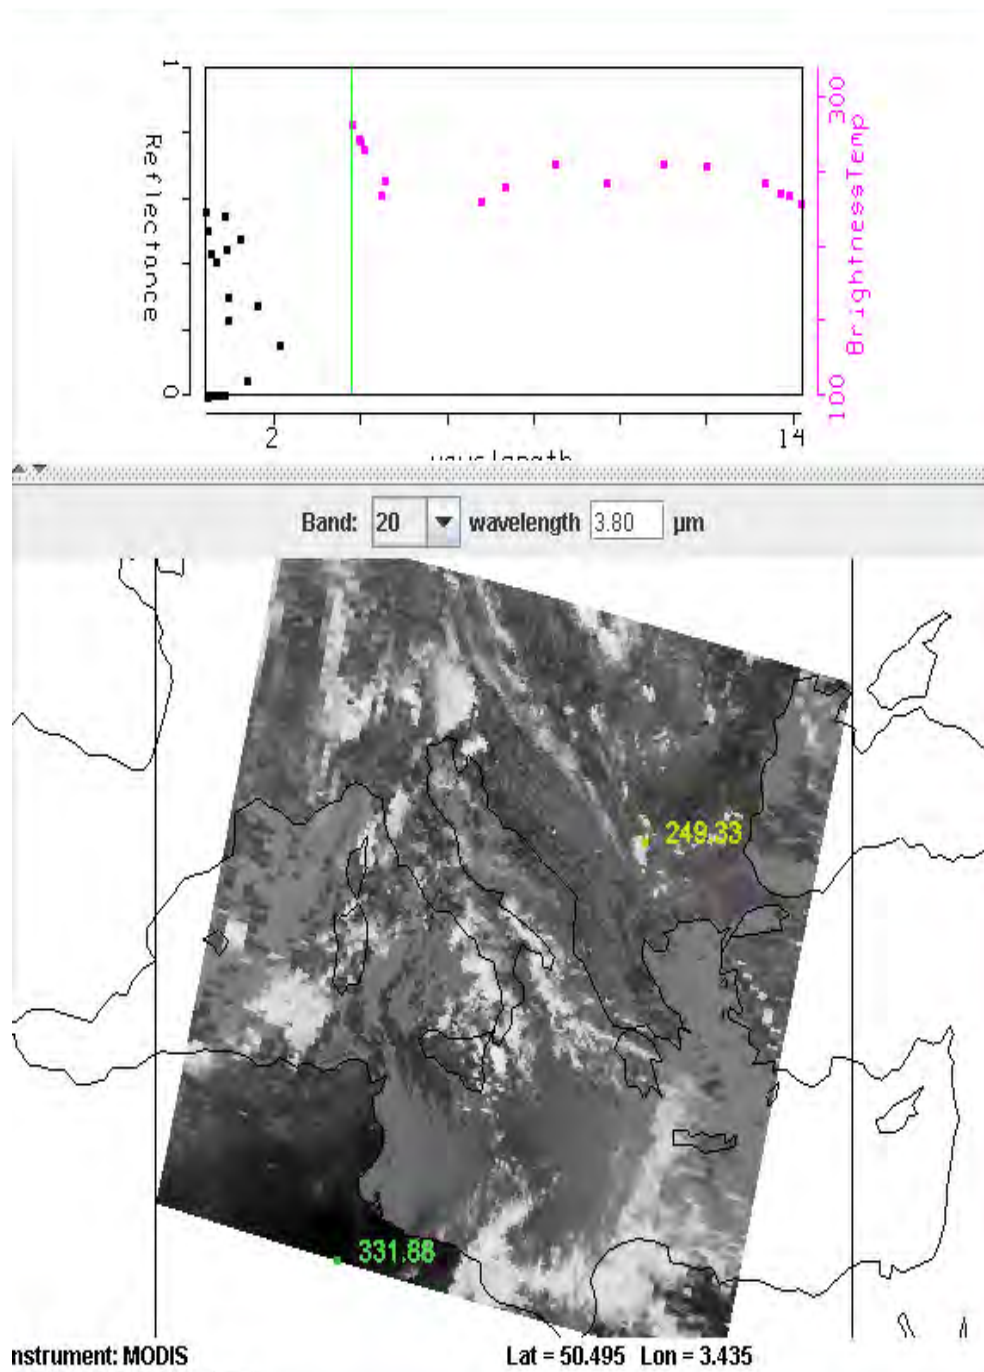 1
300
Reflectance
BrightnessTemp
0
100
2
14
wavelength
Band: 20 wavelength 3.80 µm
249.33
331.88
nstrument: MODIS Lat = 50.495 Lon = 3.435